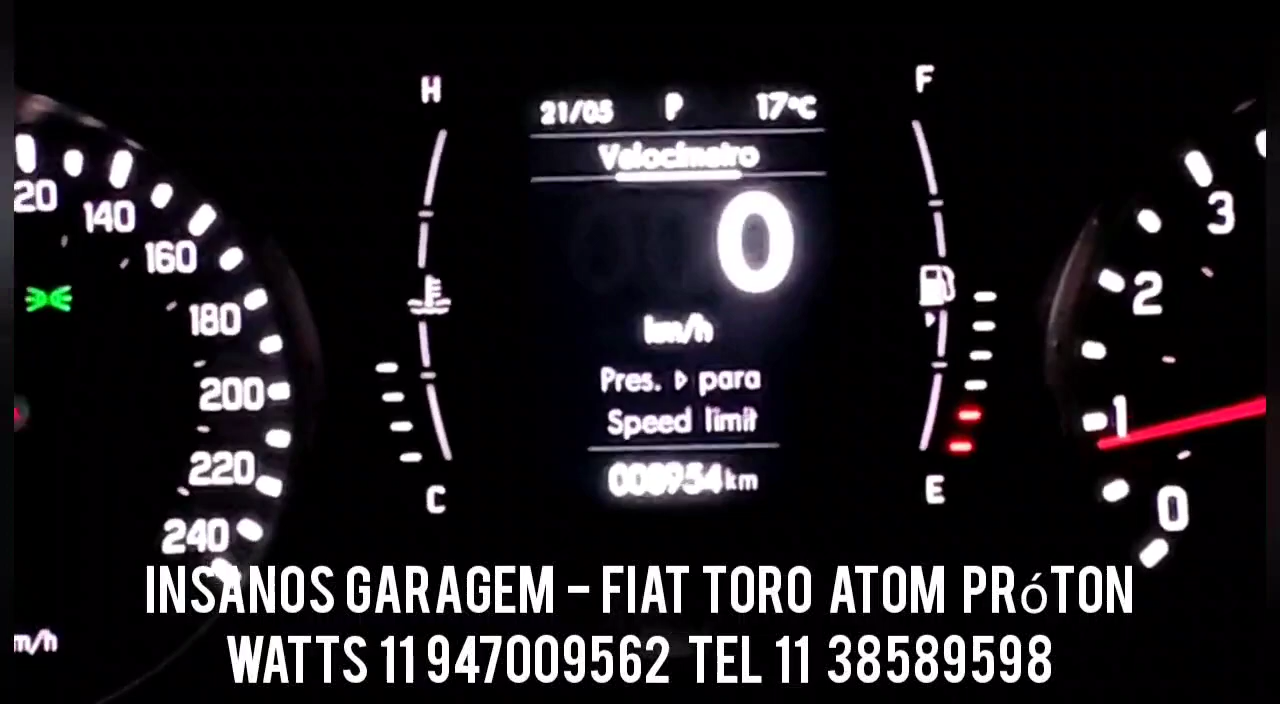 H
F
21/05 P 17°C
Velocímetro
0
km/h
Pres. ▷ para
Speed limit
008954 km
C
E
20
140
160
180
200
220
240
m/h
3
2
1
0
INSANOS GARAGEM - FIAT TORO ATOM PRóTON
WATTS 11 947009562 TEL 11 38589598